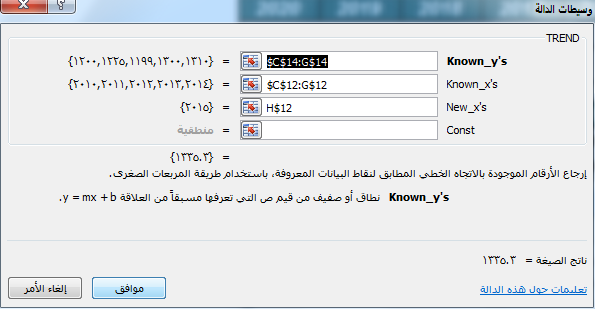 2020 2019 2018
وسيطات الدالة
؟
TREND
Known_y's $C$14:G$14 = {١٢٠٠,١٢٢٥,١١٩٩,١٣٠٠,١٣١٠}
Known_x's $C$12:G$12 = {٢٠١٠,٢٠١١,٢٠١٢,٢٠١٣,٢٠١٤}
New_x's H$12 = {٢٠١٥}
Const = منطقية
= {١٣٣٥.٣}
إرجاع الأرقام الموجودة بالاتجاه الخطي المطابق لنقاط البيانات المعروفة، باستخدام طريقة المربعات الصغرى.
Known_y's نطاق أو صفيف من قيم ص التي تعرفها مسبقاً من العلاقة y = mx + b.
ناتج الصيغة = ١٣٣٥.٣
تعليمات حول هذه الدالة
موافق
إلغاء الأمر